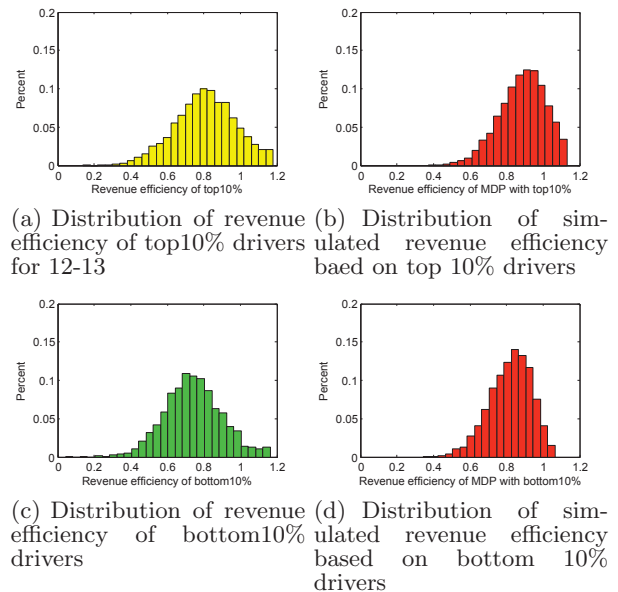 0.2
0.15
0.1
0.05
0
Percent
0 0.2 0.4 0.6 0.8 1 1.2
Revenue efficiency of top10%
0.2
0.15
0.1
0.05
0
Percent
0 0.2 0.4 0.6 0.8 1 1.2
Revenue efficiency of MDP with top10%
(a) Distribution of revenue
efficiency of top10% drivers
for 12-13
(b) Distribution of sim-
ulated revenue efficiency
baed on top 10% drivers
0.2
0.15
0.1
0.05
0
Percent
0 0.2 0.4 0.6 0.8 1 1.2
Revenue efficiency of bottom10%
0.2
0.15
0.1
0.05
0
Percent
0 0.2 0.4 0.6 0.8 1 1.2
Revenue efficiency of MDP with bottom10%
(c) Distribution of revenue
efficiency of bottom10%
drivers
(d) Distribution of sim-
ulated revenue efficiency
based on bottom 10%
drivers